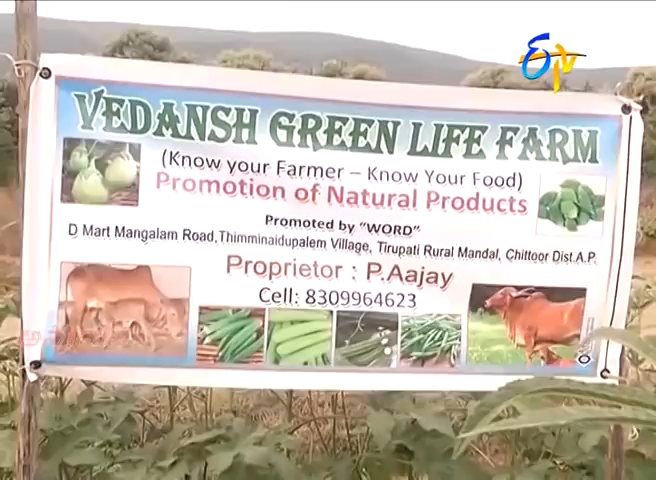 ETV
VEDANSH GREEN LIFE FARM
(Know your Farmer – Know your Food)
Promotion of Natural Products
Promoted by “WORD”
D Mart Mangalam Road, Thimminaidupalem Village, Tirupati Rural Mandal, Chittoor Dist.A.P.
Proprietor : P.Aajay
Cell: 8309964623